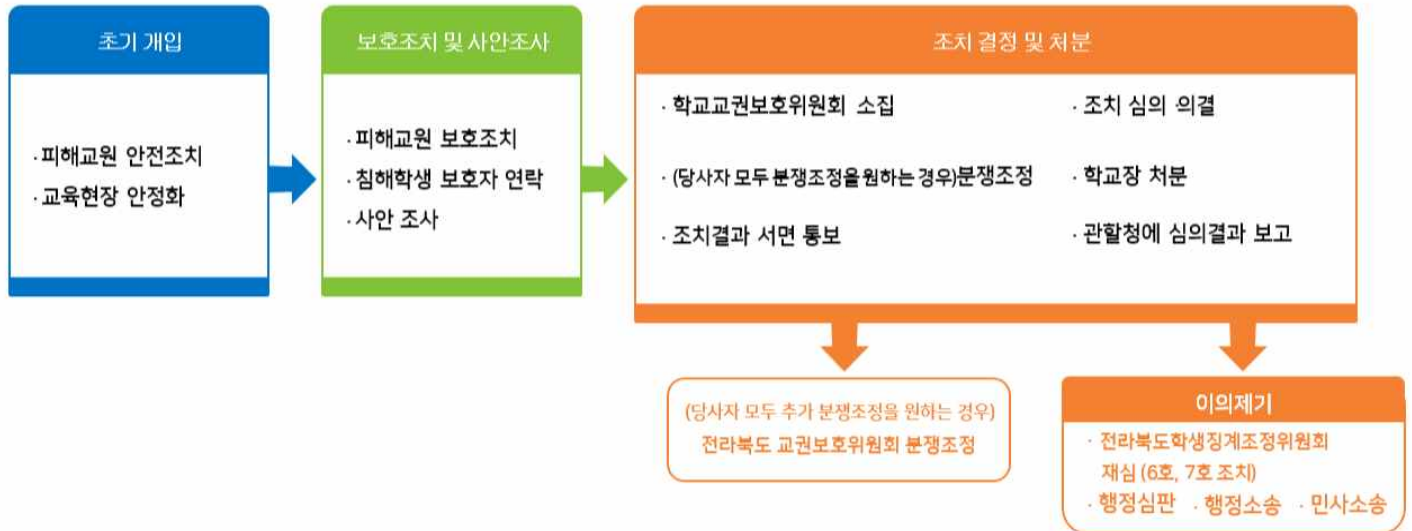 초기 개입
· 피해교원 안전조치
· 교육현장 안정화
보호조치 및 사안조사
· 피해교원 보호조치
· 침해학생 보호자 연락
· 사안 조사
조치 결정 및 처분
· 학교교권보호위원회 소집
· 조치 심의 의결
· (당사자 모두 분쟁조정을 원하는 경우)분쟁조정
· 학교장 처분
· 조치결과 서면 통보
· 관할청에 심의결과 보고
(당사자 모두 추가 분쟁조정을 원하는 경우)
전라북도 교권보호위원회 분쟁조정
이의제기
· 전라북도학생징계조정위원회
재심 (6호, 7호 조치)
· 행정심판 · 행정소송 · 민사소송